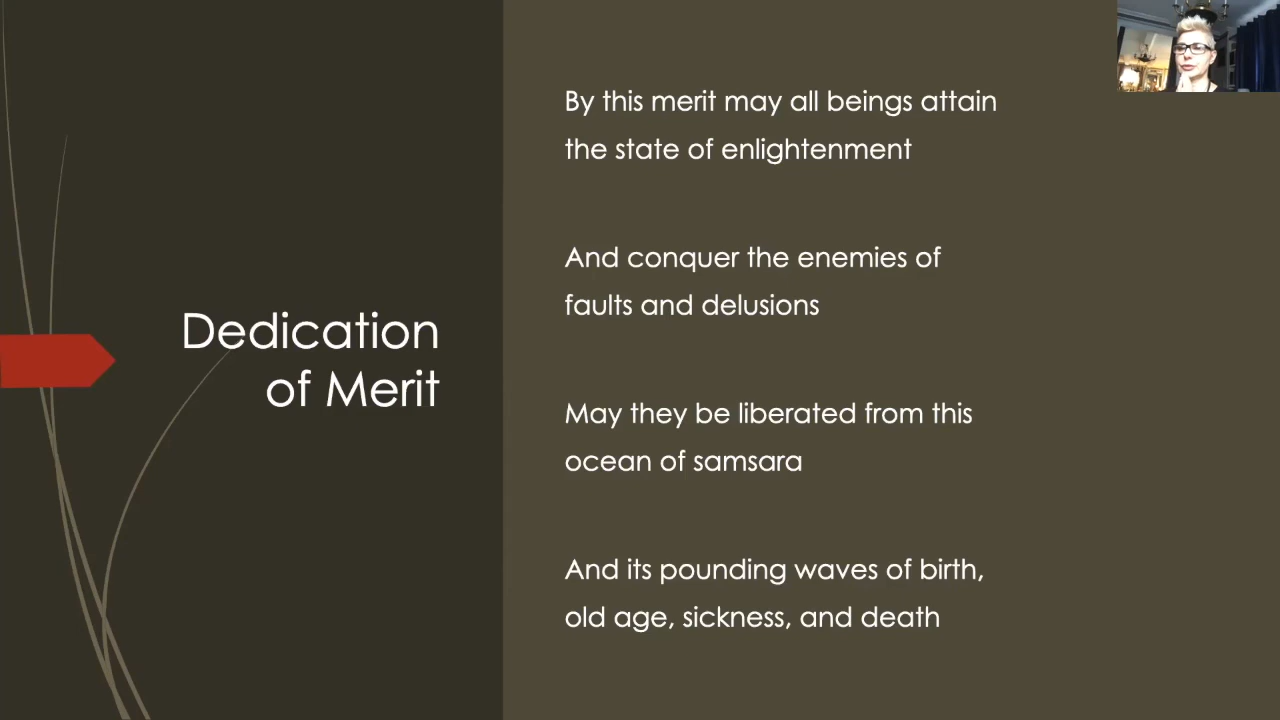 Dedication
of Merit
By this merit may all beings attain
the state of enlightenment
And conquer the enemies of
faults and delusions
May they be liberated from this
ocean of samsara
And its pounding waves of birth,
old age, sickness, and death